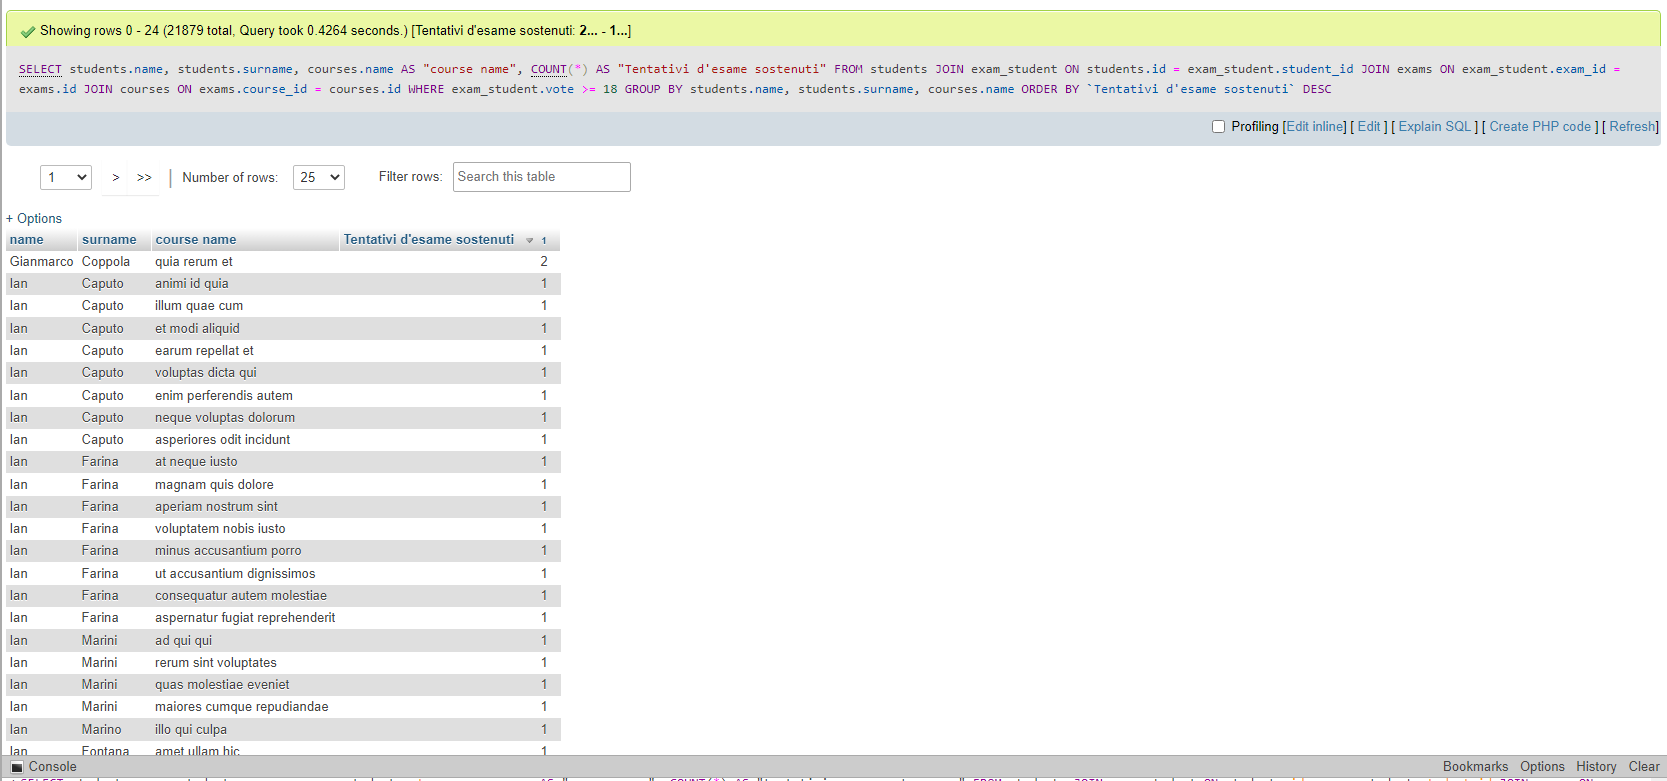 Showing rows 0 - 24 (21879 total, Query took 0.4264 seconds.) [Tentativi d'esame sostenuti: 2... - 1...]
SELECT students.name, students.surname, courses.name AS "course name", COUNT(*) AS "Tentativi d'esame sostenuti" FROM students JOIN exam_student ON students.id = exam_student.student_id JOIN exams ON exam_student.exam_id =
exams.id JOIN courses ON exams.course_id = courses.id WHERE exam_student.vote >= 18 GROUP BY students.name, students.surname, courses.name ORDER BY `Tentativi d'esame sostenuti` DESC
Profiling [Edit inline] [ Edit ] [ Explain SQL ] [ Create PHP code ] [ Refresh]
1 > >> | Number of rows: 25 Filter rows: Search this table
+ Options
name surname course name Tentativi d'esame sostenuti 1
Gianmarco Coppola quia rerum et 2
Ian Caputo animi id quia 1
Ian Caputo illum quae cum 1
Ian Caputo et modi aliquid 1
Ian Caputo earum repellat et 1
Ian Caputo voluptas dicta qui 1
Ian Caputo enim perferendis autem 1
Ian Caputo neque voluptas dolorum 1
Ian Caputo asperiores odit incidunt 1
Ian Farina at neque iusto 1
Ian Farina magnam quis dolore 1
Ian Farina aperiam nostrum sint 1
Ian Farina voluptatem nobis iusto 1
Ian Farina minus accusantium porro 1
Ian Farina ut accusantium dignissimos 1
Ian Farina consequatur autem molestiae 1
Ian Farina aspernatur fugiat reprehenderit 1
Ian Marini ad qui qui 1
Ian Marini rerum sint voluptates 1
Ian Marini quas molestiae eveniet 1
Ian Marini maiores cumque repudiandae 1
Ian Marino illo qui culpa 1
Ian Fontana amet ullam hic 1
Console Bookmarks Options History Clear